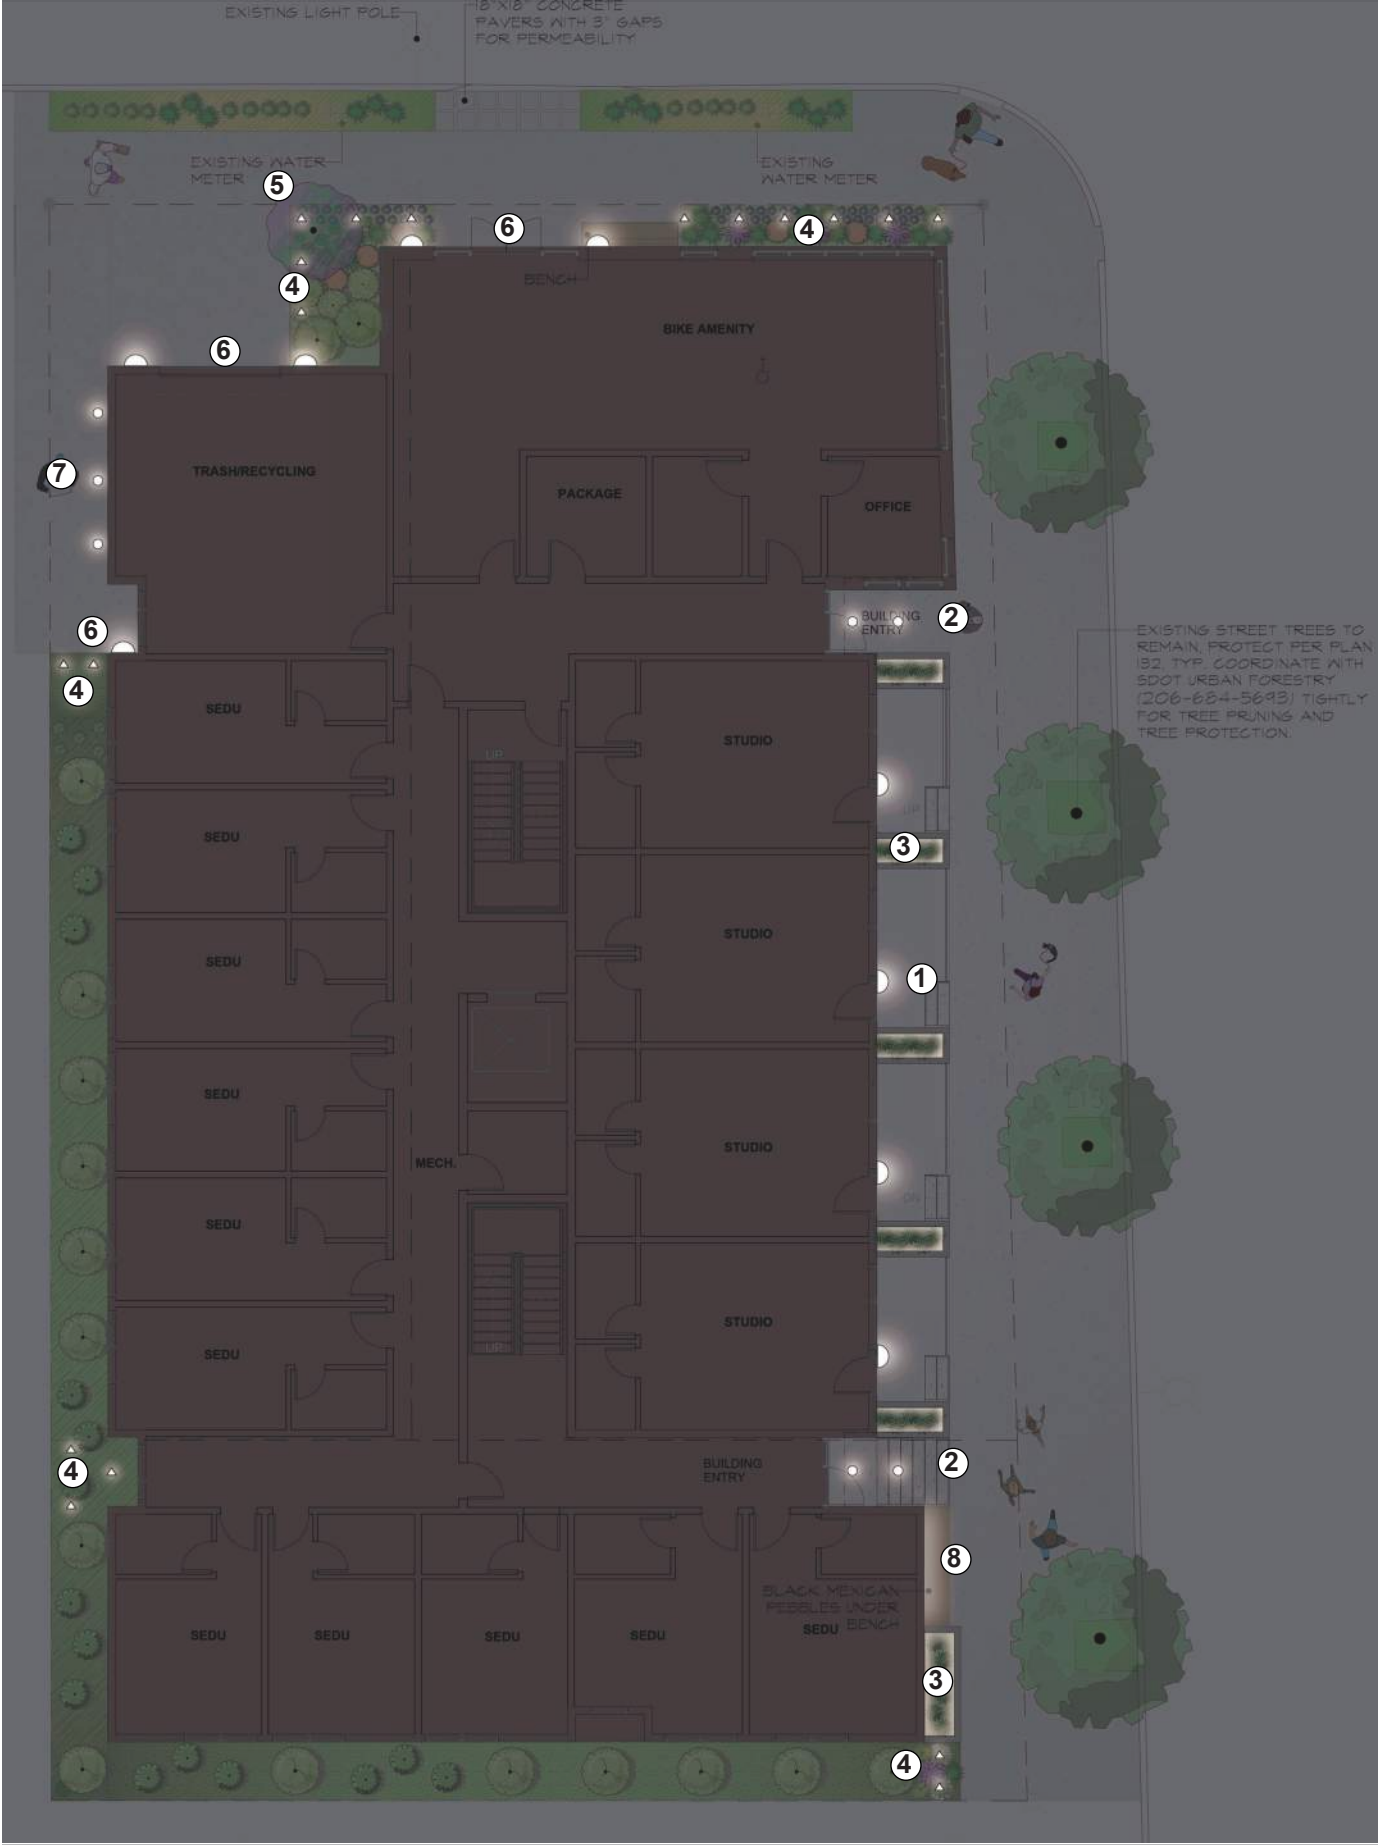 EXISTING LIGHT POLE
18"X18" CONCRETE
PAVERS WITH 3" GAPS
FOR PERMEABILITY
EXISTING WATER
METER
EXISTING
WATER METER
5
6
4
4
BENCH
6
BIKE AMENITY
7
TRASH/RECYCLING
PACKAGE
OFFICE
6
BUILDING
ENTRY
2
EXISTING STREET TREES TO
REMAIN, PROTECT PER PLAN
132, TYP. COORDINATE WITH
SDOT URBAN FORESTRY
(206-684-5693) TIGHTLY
FOR TREE PRUNING AND
TREE PROTECTION.
4
SEDU
STUDIO
UP
UP
SEDU
3
SEDU
STUDIO
1
SEDU
MECH.
STUDIO
DN
SEDU
STUDIO
UP
SEDU
4
BUILDING
ENTRY
2
8
BLACK MEXICAN
PEBBLES UNDER
BENCH
SEDU
SEDU
SEDU
SEDU
SEDU
3
4